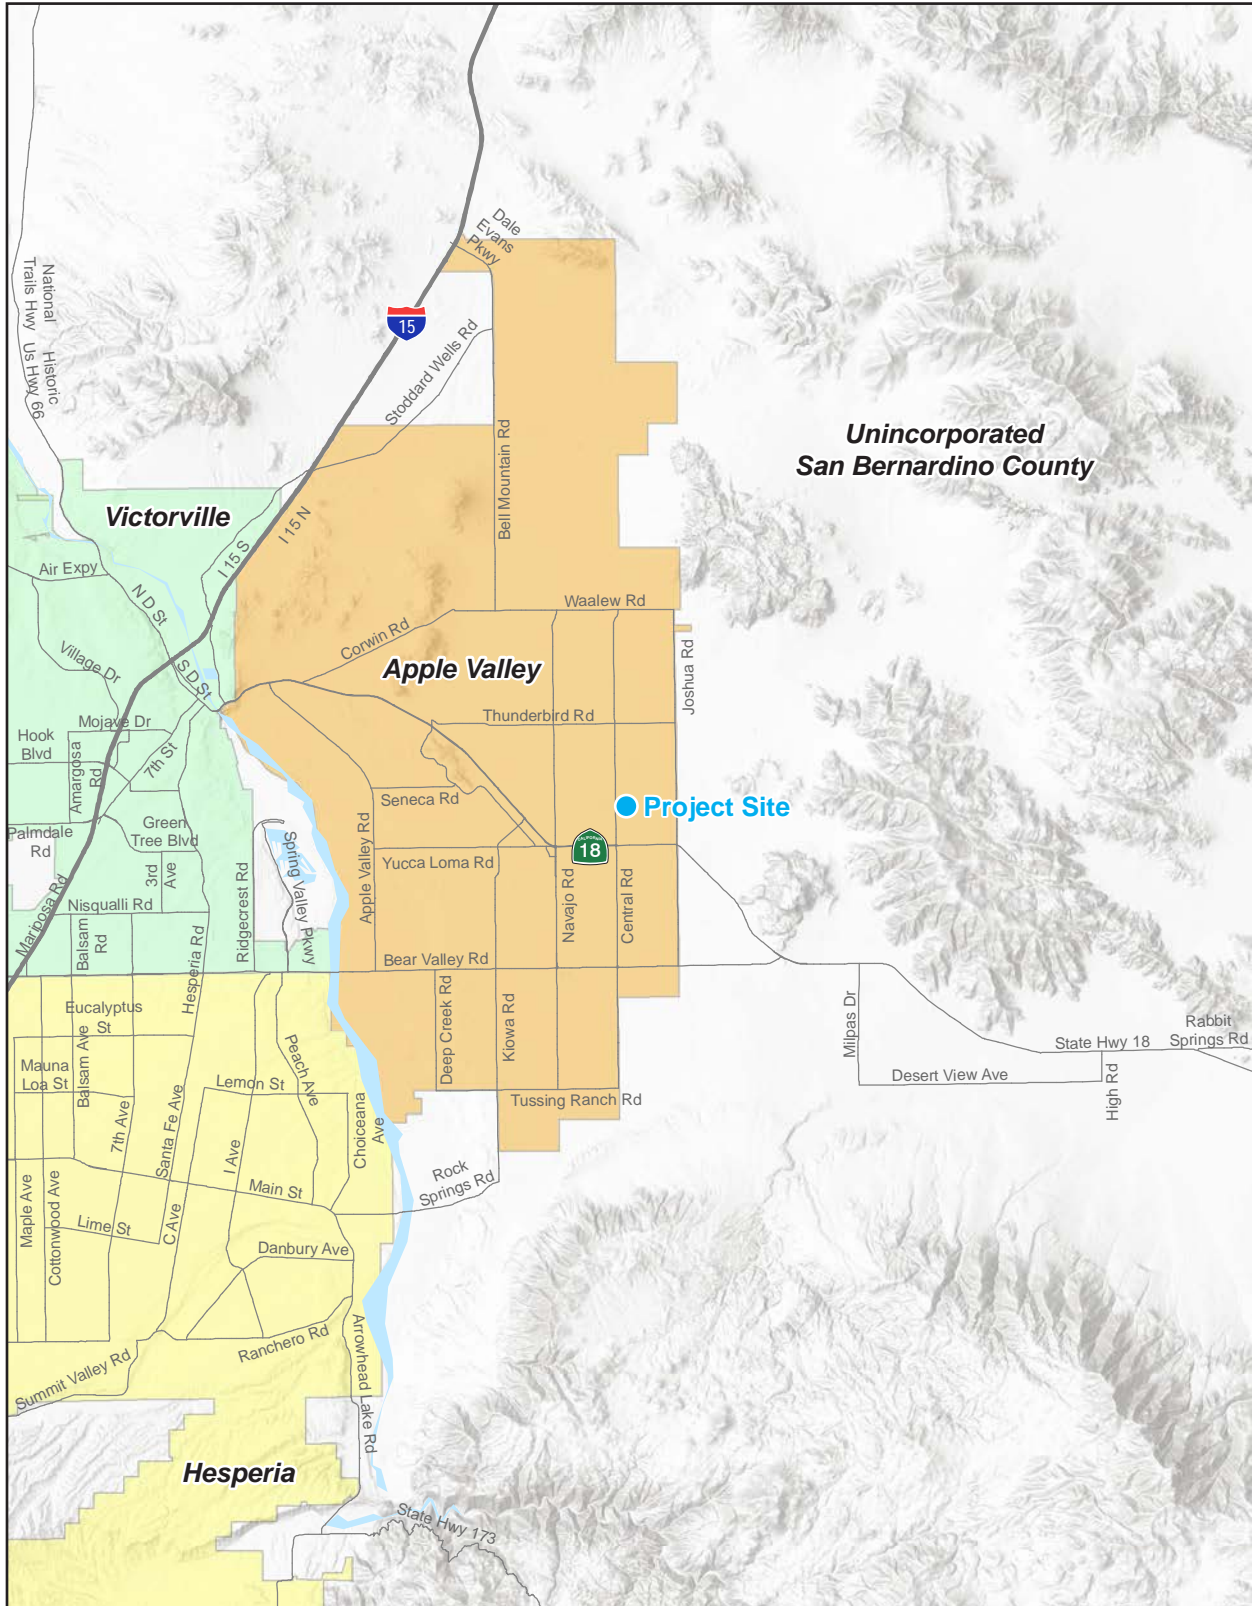 Dale
Evans
Pkwy
National Historic
Trails Hwy Us Hwy 66
15
Stoddard Wells Rd
Unincorporated
San Bernardino County
Bell Mountain Rd
Victorville
I 15 N
I 15 S
Air Expy
N D St
Waalew Rd
Corwin Rd
Village Dr
S D St
Apple Valley
Joshua Rd
Mojave Dr
Thunderbird Rd
Hook
Blvd
Amargosa
Rd
7th St
Seneca Rd
Project Site
Palmdale
Rd
Green
Tree Blvd
Spring Valley Pkwy
Apple Valley Rd
CALIFORNIA
18
Yucca Loma Rd
3rd
Ave
Ridgecrest Rd
Navajo Rd
Central Rd
Mariposa Rd
Nisqualli Rd
Balsam
Rd
Hesperia Rd
Bear Valley Rd
Eucalyptus
St
Deep Creek Rd
Kiowa Rd
Milpas Dr
Rabbit
Springs Rd
State Hwy 18
Mauna
Loa St
Balsam Ave
Peach Ave
Lemon St
Desert View Ave
High Rd
Tussing Ranch Rd
7th Ave
Santa Fe Ave
I Ave
Choiceana
Ave
Rock
Springs Rd
Main St
Maple Ave
Cottonwood Ave
Lime St
C Ave
Danbury Ave
Ranchero Rd
Arrowhead Lake Rd
Summit Valley Rd
Hesperia
State Hwy 173